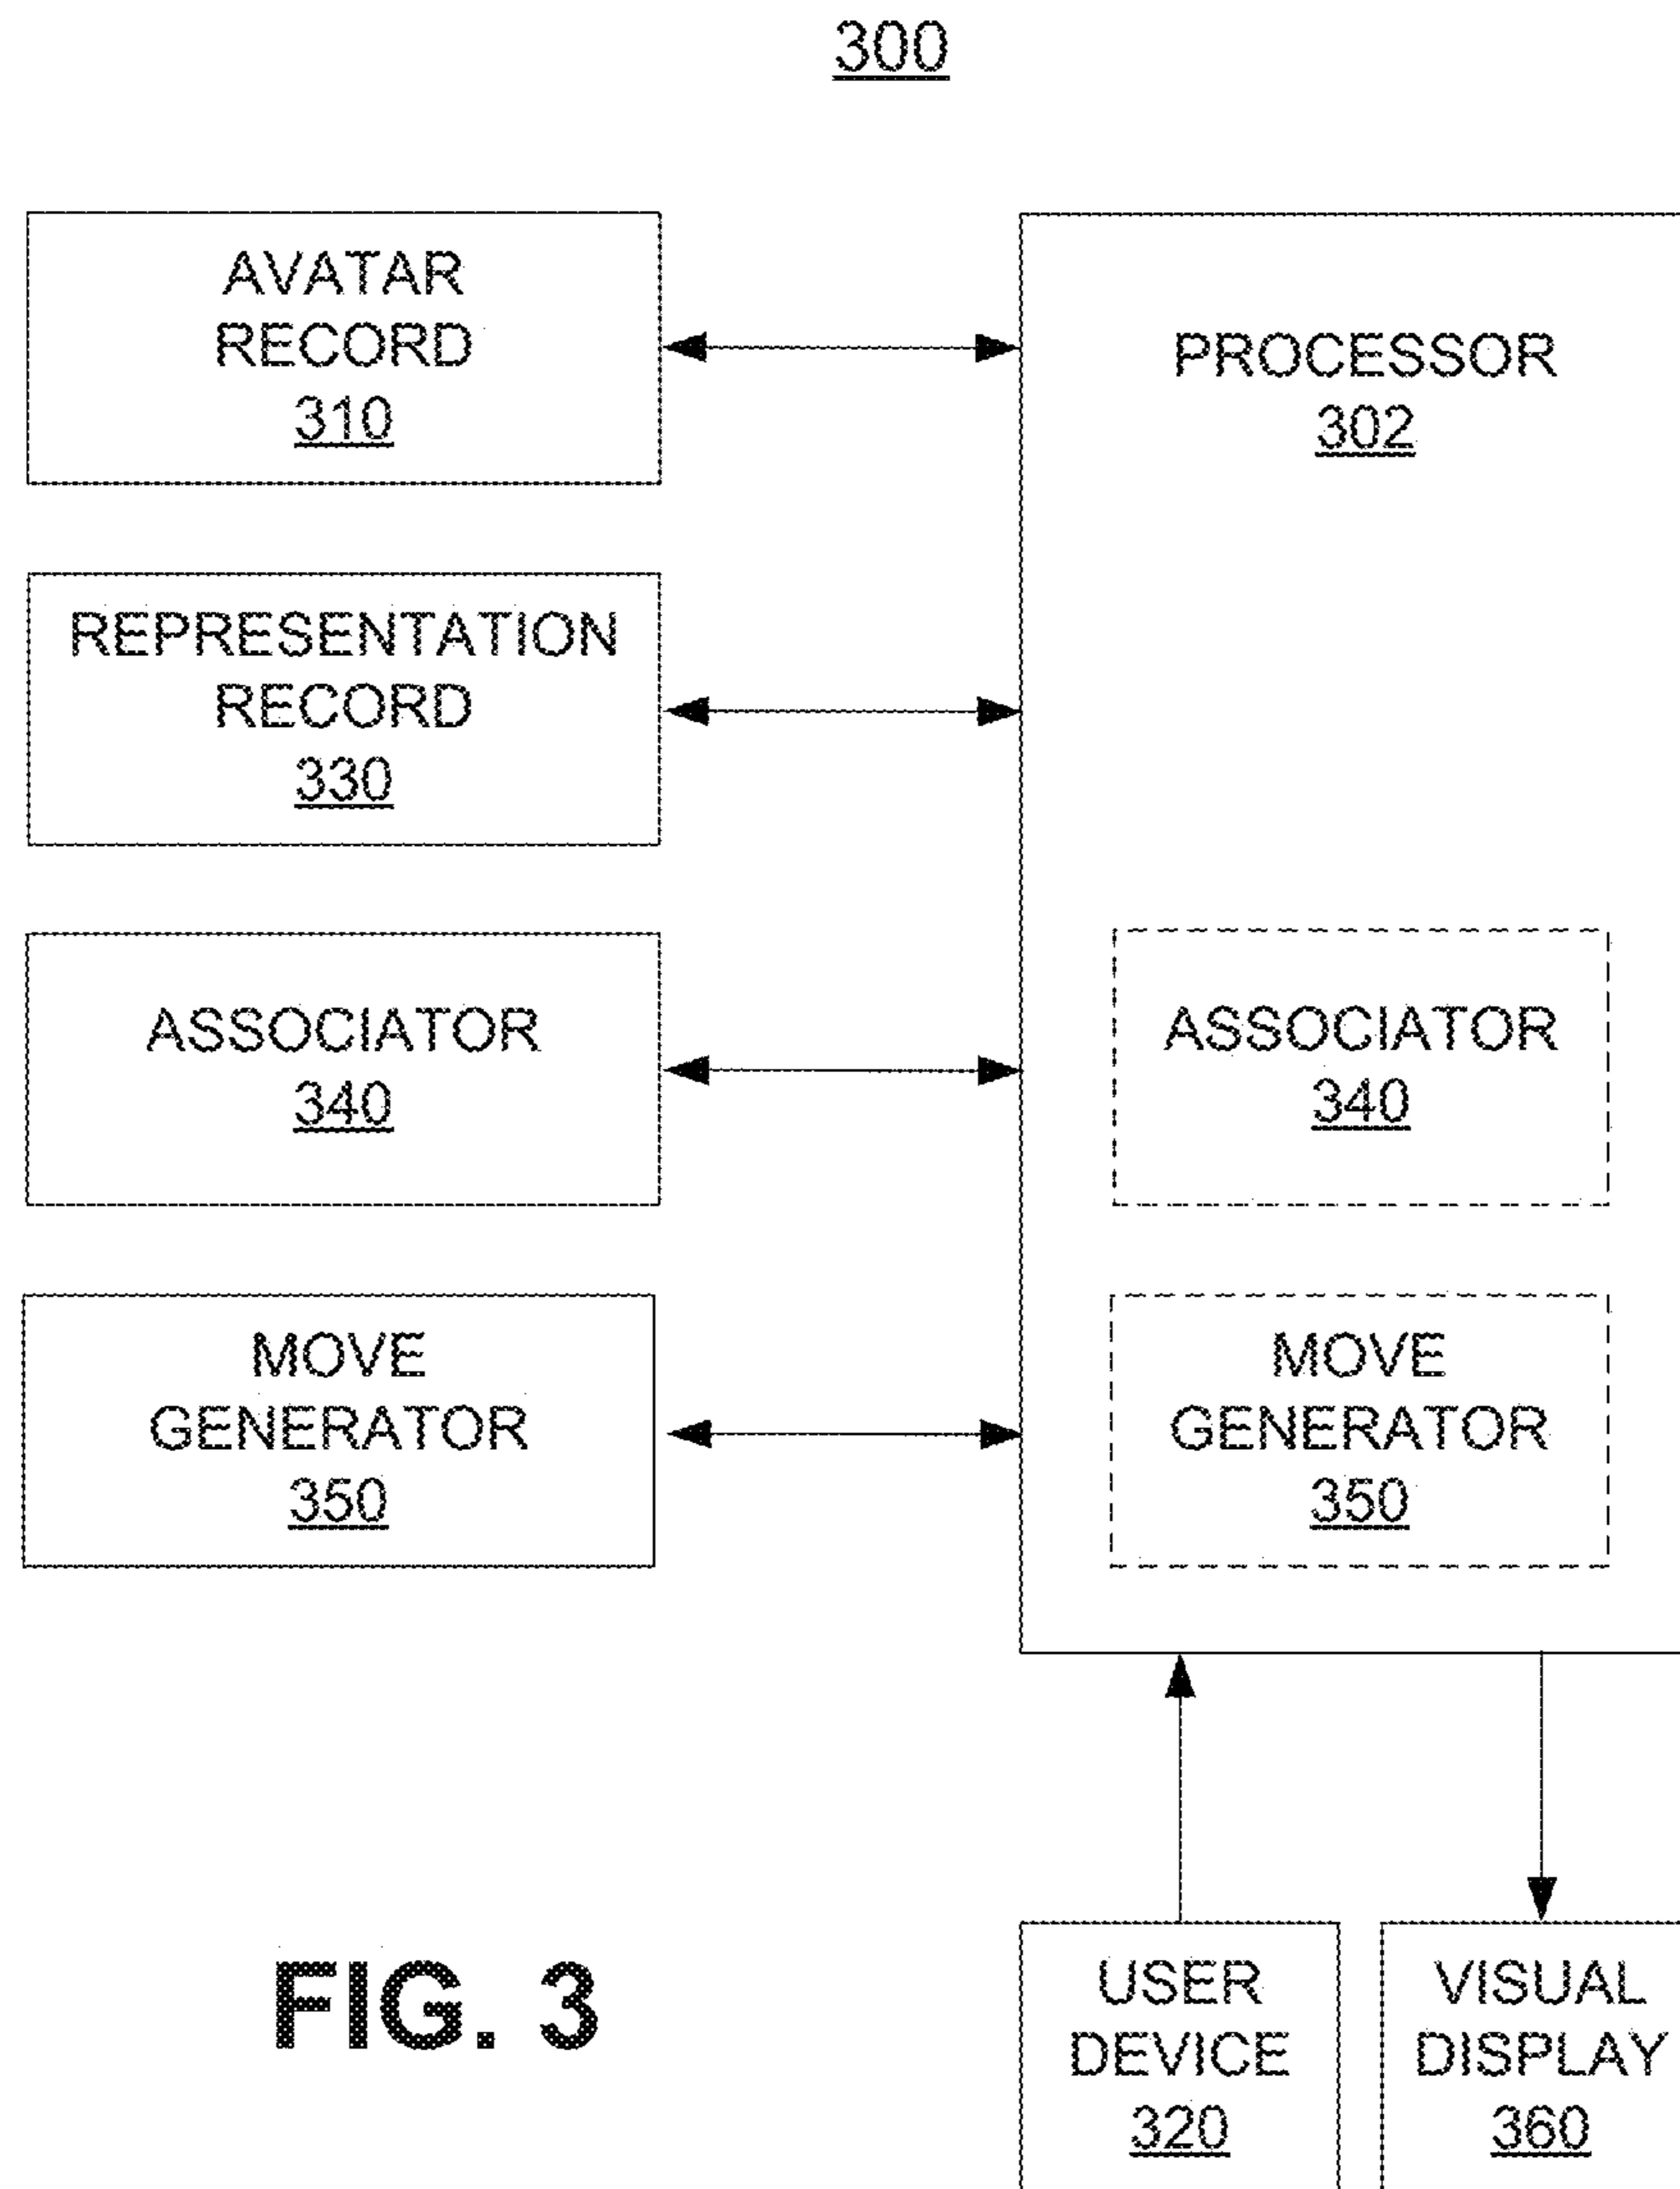 300
AVATAR
RECORD
310
PROCESSOR
302
REPRESENTATION
RECORD
330
ASSOCIATOR
340
ASSOCIATOR
340
MOVE
GENERATOR
350
MOVE
GENERATOR
350
FIG. 3
USER
DEVICE
320
VISUAL
DISPLAY
360